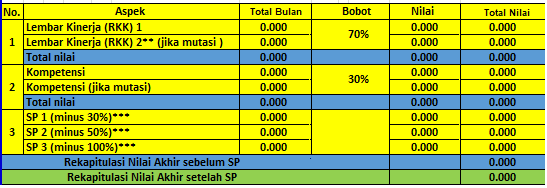 No. Aspek Total Bulan Bobot Nilai Total Nilai
1 Lembar Kinerja (RKK) 1 0.000 70% 0.000 0.000
Lembar Kinerja (RKK) 2** (jika mutasi ) 0.000 0.000 0.000
Total nilai 0.000 0.000 0.000
2 Kompetensi 0.000 30% 0.000 0.000
Kompetensi (jika mutasi) 0.000 0.000 0.000
Total nilai 0.000 0.000 0.000
3 SP 1 (minus 30%)*** 0.000 0.000 0.000
SP 2 (minus 50%)*** 0.000 0.000 0.000
SP 3 (minus 100%)*** 0.000 0.000 0.000
Rekapitulasi Nilai Akhir sebelum SP 0.000
Rekapitulasi Nilai Akhir setelah SP 0.000